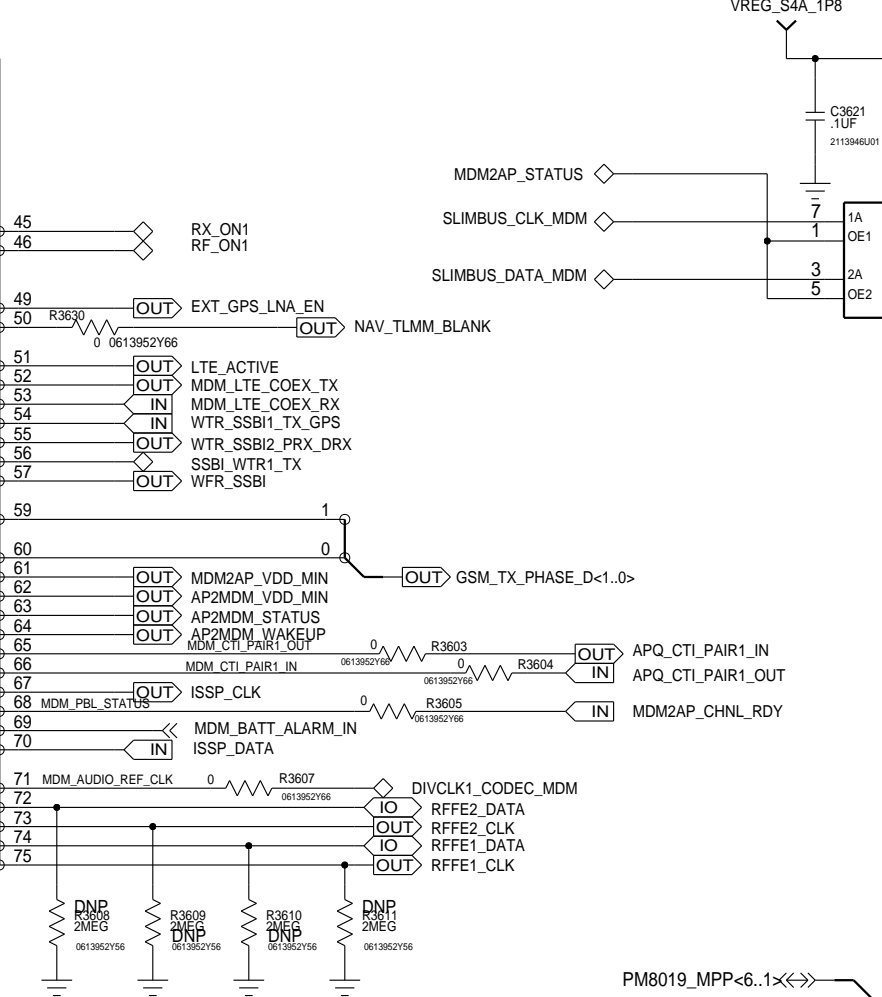 VREG_S4A_1P8
C3621
.1UF
2113946U01
MDM2AP_STATUS
SLIMBUS_CLK_MDM 7 1A
1 OE1
SLIMBUS_DATA_MDM 3 2A
5 OE2
45 RX_ON1
46 RF_ON1
49 OUT EXT_GPS_LNA_EN
50 R3630 OUT NAV_TLMM_BLANK
0 0613952Y66
51 OUT LTE_ACTIVE
52 OUT MDM_LTE_COEX_TX
53 IN MDM_LTE_COEX_RX
54 IN WTR_SSBI1_TX_GPS
55 OUT WTR_SSBI2_PRX_DRX
56 SSBI_WTR1_TX
57 OUT WFR_SSBI
59 1
60 0
OUT GSM_TX_PHASE_D<1..0>
61 OUT MDM2AP_VDD_MIN
62 OUT AP2MDM_VDD_MIN
63 OUT AP2MDM_STATUS
64 OUT AP2MDM_WAKEUP
65 MDM_CTI_PAIR1_OUT 0 R3603 OUT APQ_CTI_PAIR1_IN
0613952Y66
66 MDM_CTI_PAIR1_IN 0 R3604 IN APQ_CTI_PAIR1_OUT
0613952Y66
67 OUT ISSP_CLK
68 MDM_PBL_STATUS 0 R3605 IN MDM2AP_CHNL_RDY
0613952Y66
69 MDM_BATT_ALARM_IN
70 IN ISSP_DATA
71 MDM_AUDIO_REF_CLK 0 R3607 DIVCLK1_CODEC_MDM
0613952Y66
72 IO RFFE2_DATA
73 OUT RFFE2_CLK
74 IO RFFE1_DATA
75 OUT RFFE1_CLK
DNP DNP
R3608 R3609 R3610 R3611
2MEG 2MEG 2MEG 2MEG
DNP DNP
0613952Y56 0613952Y56 0613952Y56 0613952Y56
PM8019_MPP<6..1>